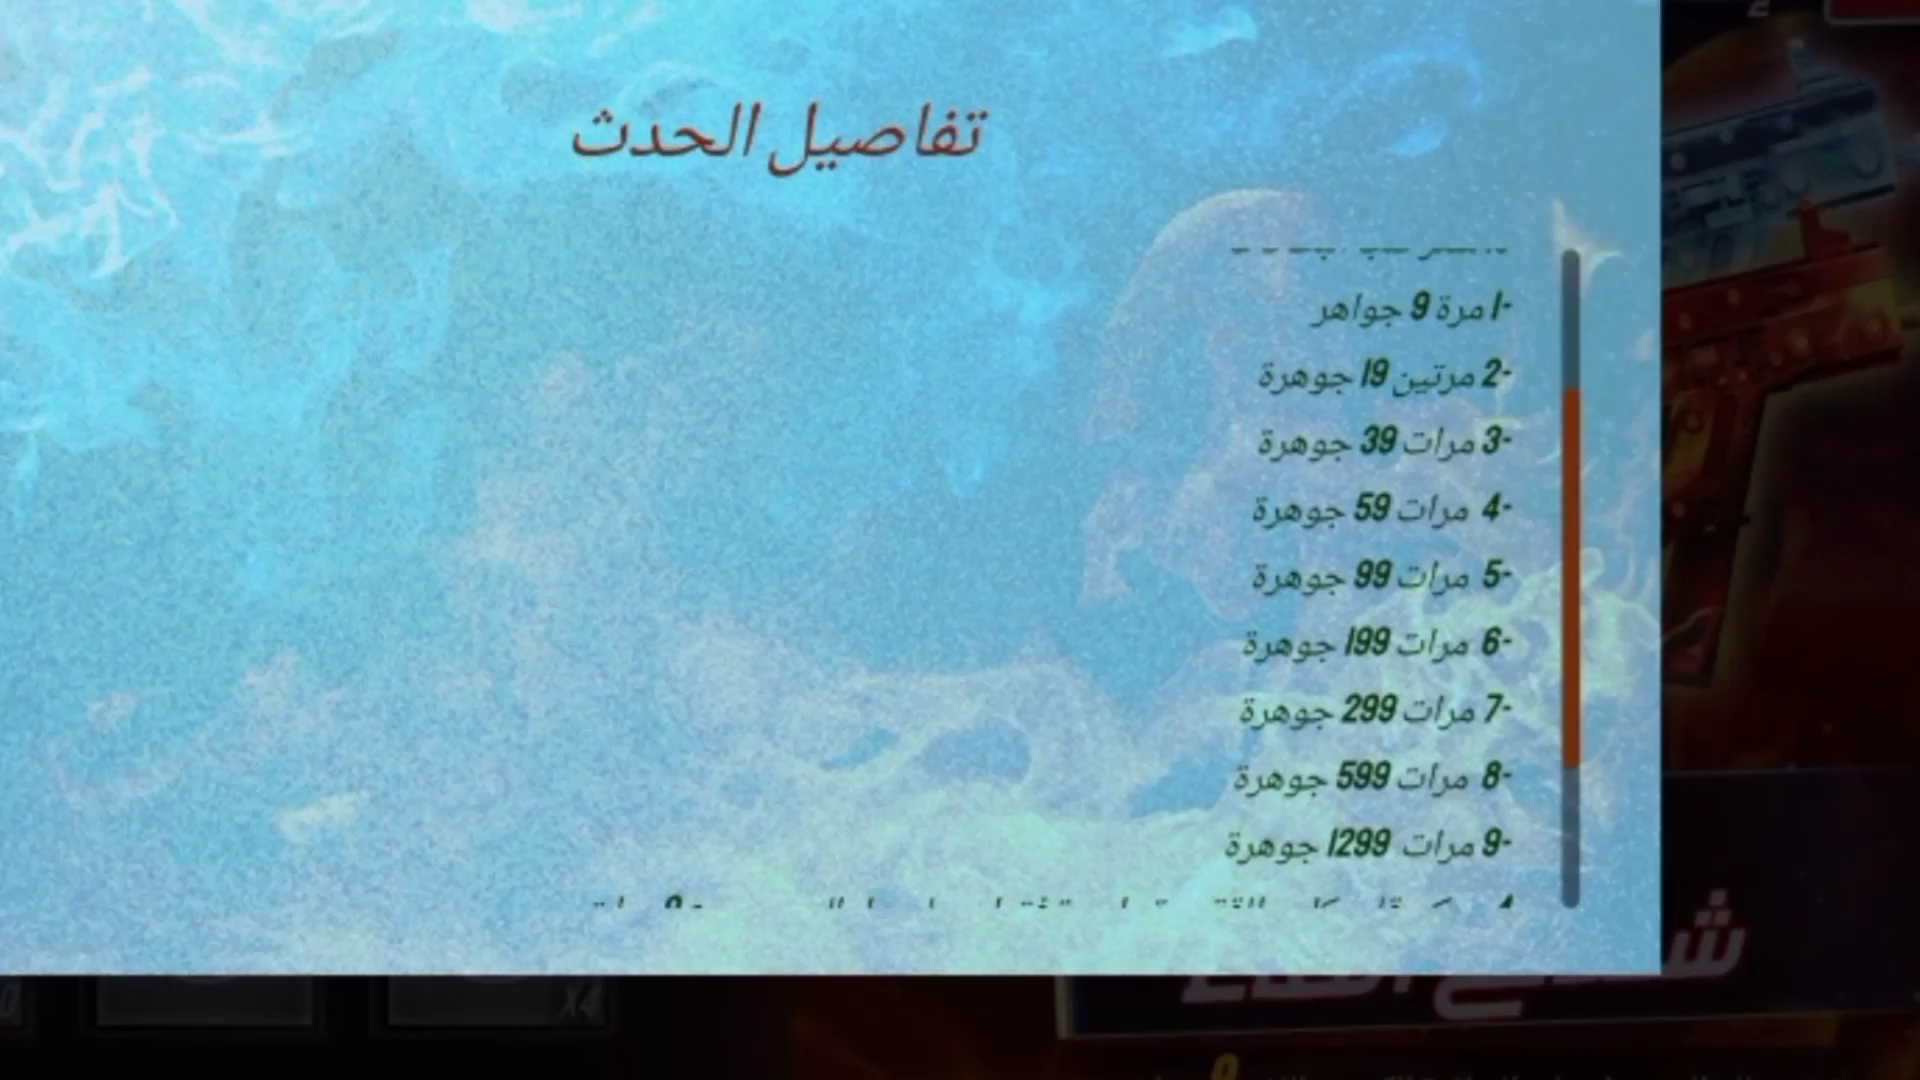 تفاصيل الحدث
-1 مرة 9 جواهر
-2 مرتين 19 جوهرة
-3 مرات 39 جوهرة
-4 مرات 59 جوهرة
-5 مرات 99 جوهرة
-6 مرات 199 جوهرة
-7 مرات 299 جوهرة
-8 مرات 599 جوهرة
-9 مرات 1299 جوهرة
X4